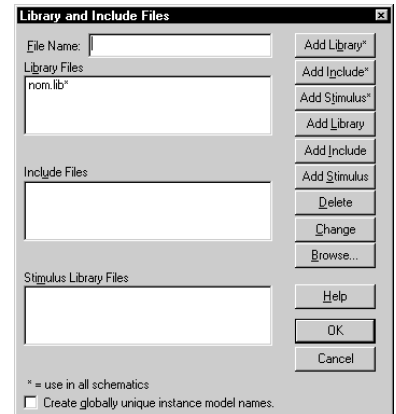 Library and Include Files
File Name:
Library Files
nom.lib*
Include Files
Stimulus Library Files
Add Library*
Add Include*
Add Stimulus*
Add Library
Add Include
Add Stimulus
Delete
Change
Browse...
Help
OK
Cancel
* = use in all schematics
Create globally unique instance model names.